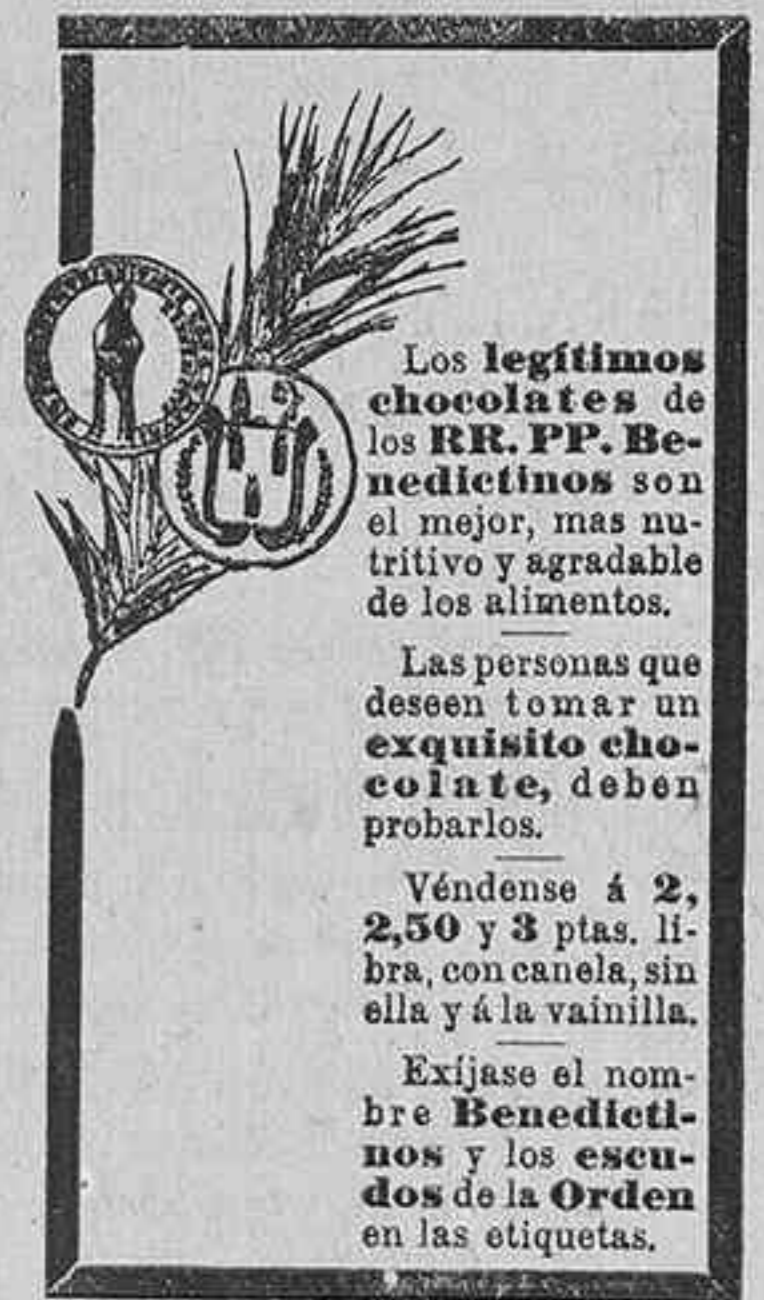 Los legítimos
chocolates de
los RR. PP. Be-
nedictinos son
el mejor, mas nu-
tritivo y agradable
de los alimentos.
Las personas que
deseen tomar un
exquisito cho-
colate, deben
probarlos.
Véndense á 2,
2,50 y 3 ptas. li-
bra, con canela, sin
ella y á la vainilla.
Exíjase el nom-
bre Benedicti-
nos y los escu-
dos de la Orden
en las etiquetas.